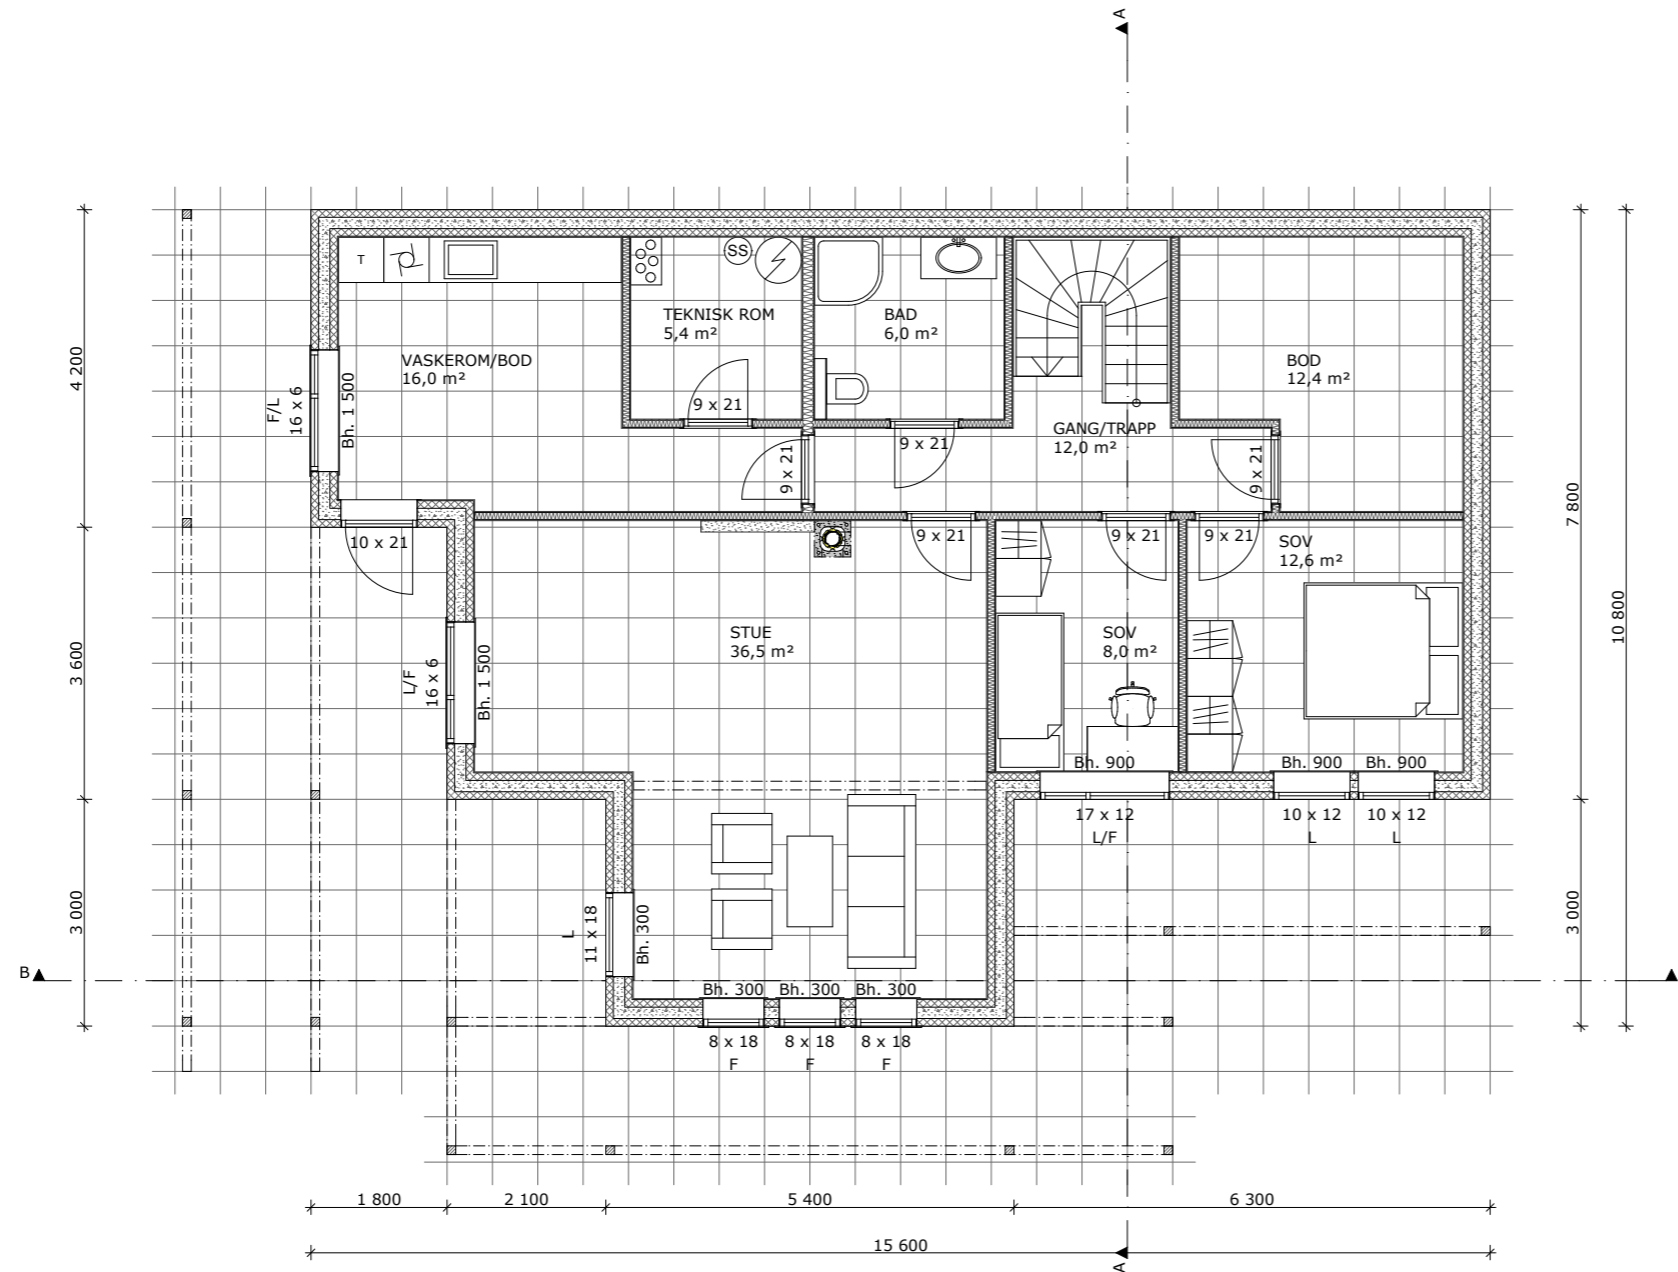 A
T
SS
TEKNISK ROM
5,4 m²
BAD
6,0 m²
VASKEROM/BOD
16,0 m²
BOD
12,4 m²
4 200
F/L
16 x 6
Bh. 1 500
9 x 21
9 x 21
9 x 21
GANG/TRAPP
12,0 m²
9 x 21
7 800
10 x 21
9 x 21
9 x 21
9 x 21
SOV
12,6 m²
10 800
3 600
L/F
16 x 6
Bh. 1 500
STUE
36,5 m²
SOV
8,0 m²
Bh. 900
Bh. 900
Bh. 900
17 x 12
L/F
10 x 12
L
10 x 12
L
3 000
L
11 x 18
Bh. 300
3 000
B
Bh. 300
Bh. 300
Bh. 300
8 x 18
F
8 x 18
F
8 x 18
F
1 800
2 100
5 400
6 300
15 600
A